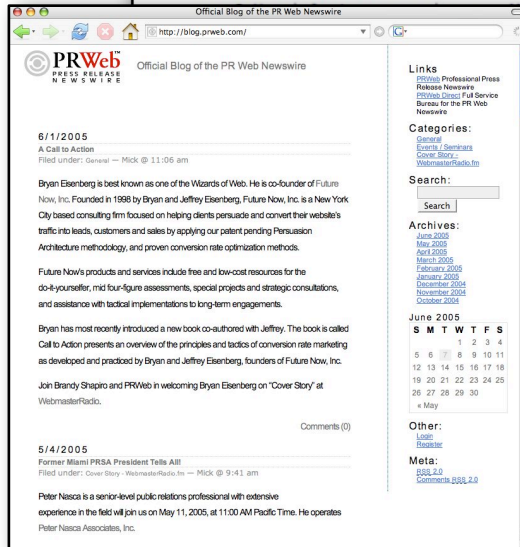 Official Blog of the PR Web Newswire
http://blog.prweb.com/
G
PRWeb™
PRESS RELEASE
NEWSWIRE
Official Blog of the PR Web Newswire
6/1/2005
A Call to Action
Filed under: General — Mick @ 11:06 am
Bryan Eisenberg is best known as one of the Wizards of Web. He is co-founder of Future
Now, Inc. Founded in 1998 by Bryan and Jeffrey Eisenberg, Future Now, Inc. is a New York
City based consulting firm focused on helping clients persuade and convert their website's
traffic into leads, customers and sales by applying our patent pending Persuasion
Architecture methodology, and proven conversion rate optimization methods.
Future Now's products and services include free and low-cost resources for the
do-it-yourselfer, mid four-figure assessments, special projects and strategic consultations,
and assistance with tactical implementations to long-term engagements.
Bryan has most recently introduced a new book co-authored with Jeffrey. The book is called
Call to Action presents an overview of the principles and tactics of conversion rate marketing
as developed and practiced by Bryan and Jeffrey Eisenberg, founders of Future Now, Inc.
Join Brandy Shapiro and PRWeb in welcoming Bryan Eisenberg on "Cover Story" at
WebmasterRadio.
Comments (0)
5/4/2005
Former Miami PRSA President Tells All!
Filed under: Cover Story - WebmasterRadio.fm — Mick @ 9:41 am
Peter Nasca is a senior-level public relations professional with extensive
experience in the field will join us on May 11, 2005, at 11:00 AM Pacific Time. He operates
Peter Nasca Associates, Inc.
Links
PRWeb Professional Press
Release Newswire
PRWeb Direct Full Service
Bureau for the PR Web
Newswire
Categories:
General
Events / Seminars
Cover Story -
WebmasterRadio.fm
Search:
Search
Archives:
June 2005
May 2005
April 2005
March 2005
February 2005
January 2005
December 2004
November 2004
October 2004
June 2005
S M T W T F S
1 2 3 4
5 6 7 8 9 10 11
12 13 14 15 16 17 18
19 20 21 22 23 24 25
26 27 28 29 30
« May
Other:
Login
Register
Meta:
RSS 2.0
Comments RSS 2.0